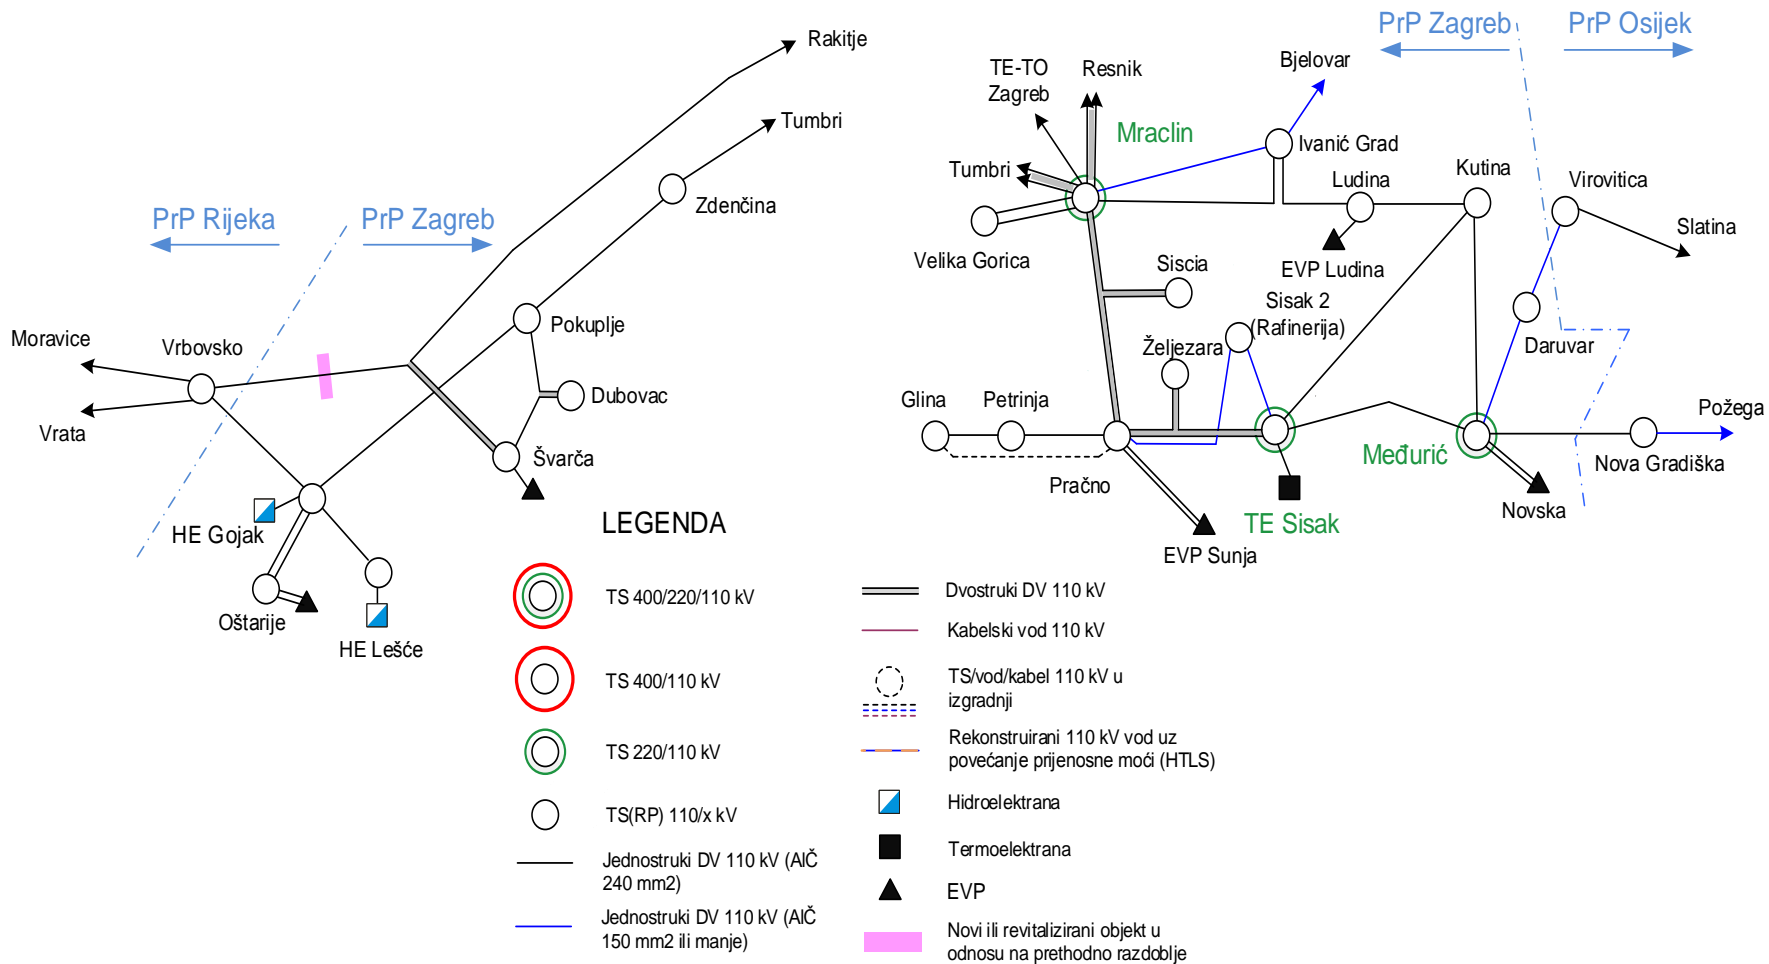 PrP Zagreb
PrP Osijek
Rakitje
Tumbri
Zdenčina
PrP Rijeka
PrP Zagreb
Pokuplje
Moravice
Vrbovsko
Dubovac
Vrata
Švarča
HE Gojak
Oštarije
HE Lešće
TE-TO
Zagreb
Resnik
Bjelovar
Mraclin
Ivanić Grad
Tumbri
Ludina
Kutina
Virovitica
Slatina
Velika Gorica
Siscia
EVP Ludina
Sisak 2
(Rafinerija)
Željezara
Daruvar
Glina
Petrinja
Požega
Međurić
Nova Gradiška
Pračno
Novska
TE Sisak
EVP Sunja
LEGENDA
TS 400/220/110 kV
TS 400/110 kV
TS 220/110 kV
TS(RP) 110/x kV
Jednostruki DV 110 kV (AlČ
240 mm2)
Jednostruki DV 110 kV (AlČ
150 mm2 ili manje)
Dvostruki DV 110 kV
Kabelski vod 110 kV
TS/vod/kabel 110 kV u
izgradnji
Rekonstruirani 110 kV vod uz
povećanje prijenosne moći (HTLS)
Hidroelektrana
Termoelektrana
EVP
Novi ili revitalizirani objekt u
odnosu na prethodno razdoblje